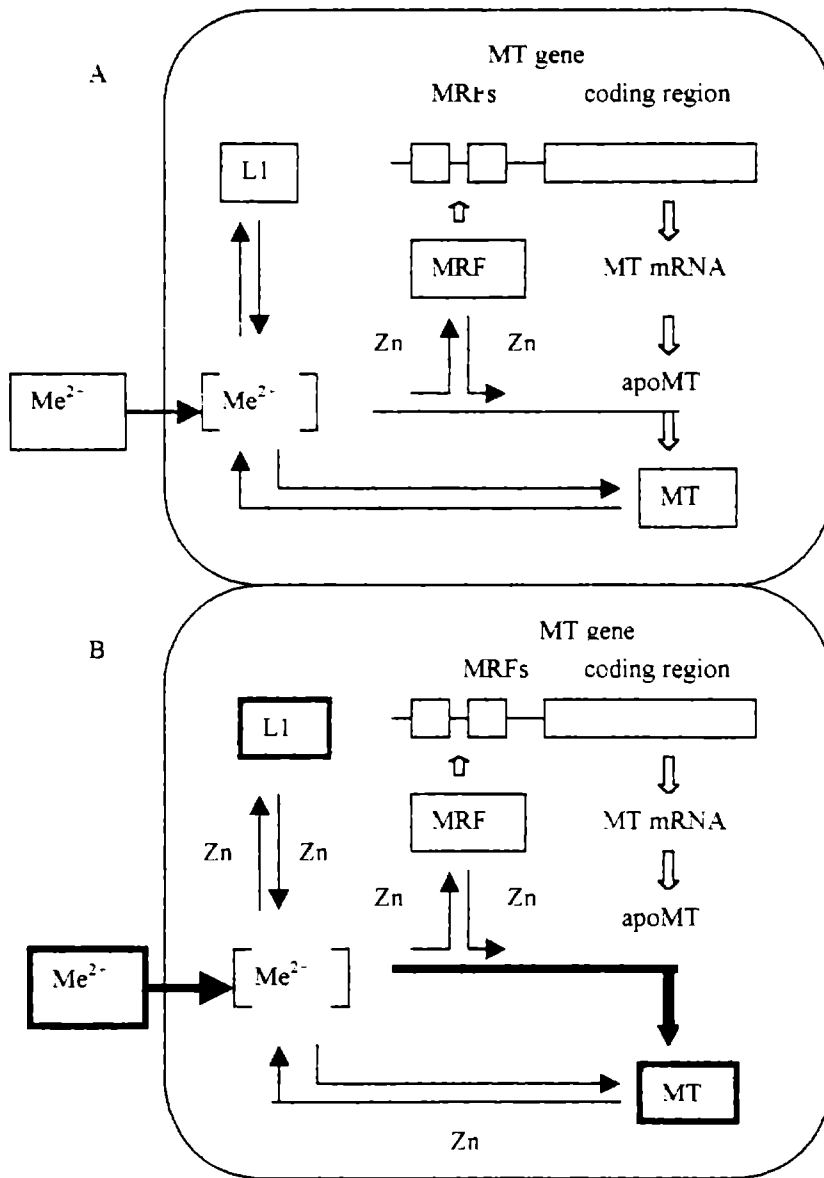 A
MT gene
MRFs coding region
L1
MRF
MT mRNA
Zn Zn
apoMT
Me²⁺
[Me²⁺]
MT
B
MT gene
MRFs coding region
L1
MRF
MT mRNA
Zn Zn
Zn Zn
apoMT
Me²⁺
[Me²⁺]
MT
Zn